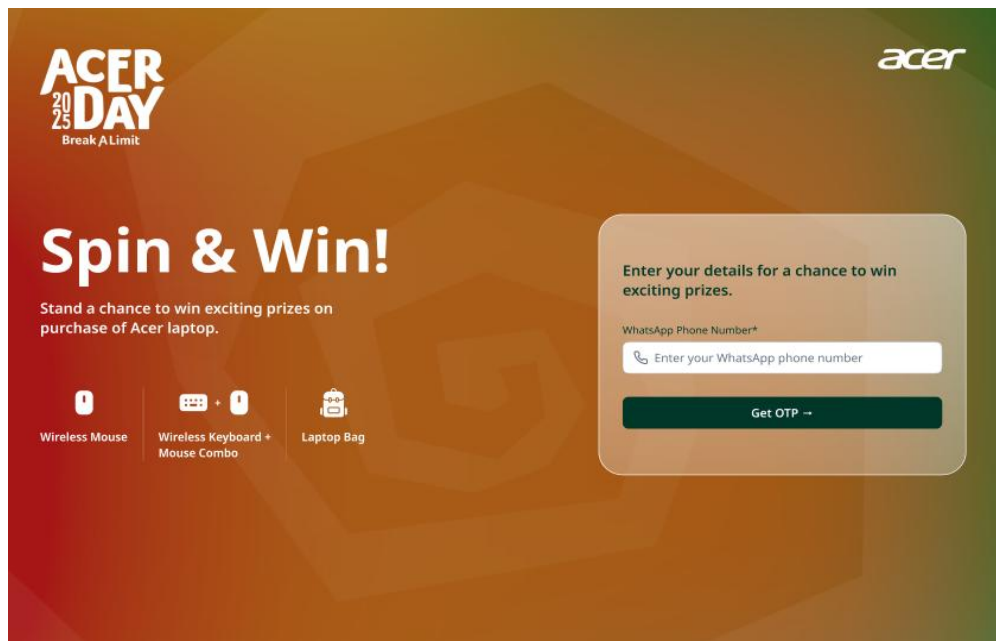 ACER
2025 DAY
Break A Limit
acer
Spin & Win!
Stand a chance to win exciting prizes on
purchase of Acer laptop.
Wireless Mouse
Wireless Keyboard +
Mouse Combo
Laptop Bag
Enter your details for a chance to win
exciting prizes.
WhatsApp Phone Number*
Enter your WhatsApp phone number
Get OTP →